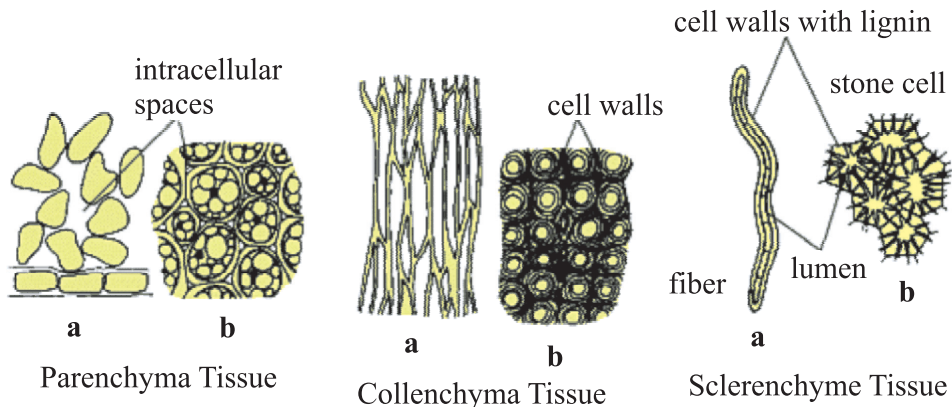 intracellular
spaces
a
b
Parenchyma Tissue
cell walls
a
b
Collenchyma Tissue
cell walls with lignin
stone cell
fiber
lumen
a
b
Sclerenchyme Tissue